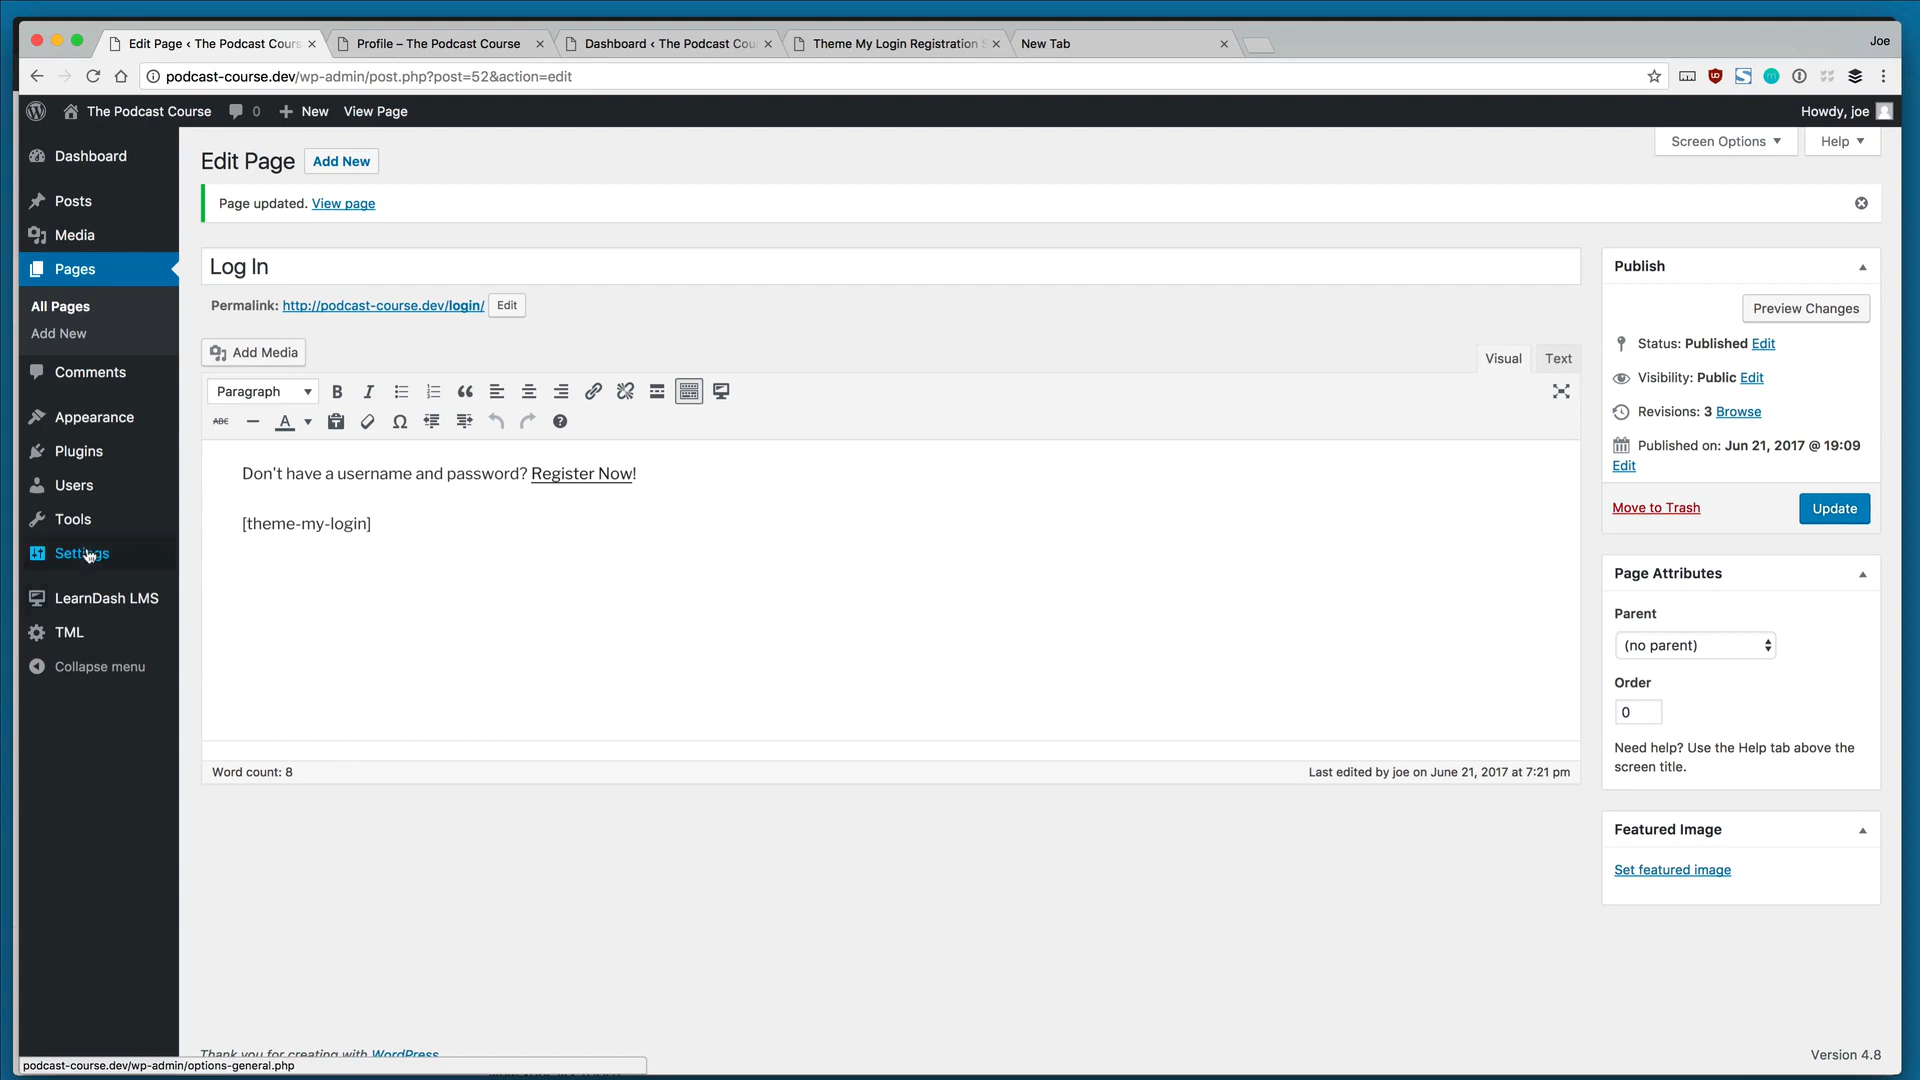 Edit Page ‹ The Podcast Cours
Profile – The Podcast Course
Dashboard ‹ The Podcast Cou
Theme My Login Registration S
New Tab
Joe
podcast-course.dev/wp-admin/post.php?post=52&action=edit
The Podcast Course
0
New
View Page
Howdy, joe
Screen Options
Help
Dashboard
Posts
Media
Pages
All Pages
Add New
Comments
Appearance
Plugins
Users
Tools
Settings
LearnDash LMS
TML
Collapse menu
Edit Page
Add New
Page updated. View page
Log In
Permalink: http://podcast-course.dev/login/ Edit
Add Media
Visual
Text
Paragraph
B
I
ABC
A
Don't have a username and password? Register Now!
[theme-my-login]
Word count: 8
Last edited by joe on June 21, 2017 at 7:21 pm
Publish
Preview Changes
Status: Published Edit
Visibility: Public Edit
Revisions: 3 Browse
Published on: Jun 21, 2017 @ 19:09
Edit
Move to Trash
Update
Page Attributes
Parent
(no parent)
Order
0
Need help? Use the Help tab above the
screen title.
Featured Image
Set featured image
Thank you for creating with WordPress
Version 4.8
podcast-course.dev/wp-admin/options-general.php